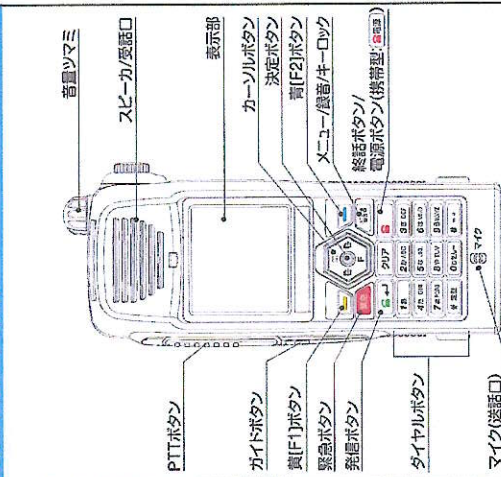 音量ツマミ
スピーカ/受話口
表示部
カーソルボタン
決定ボタン
青[F2]ボタン
メニュー/録音/キーロック
終話ボタン/
電源ボタン(携帯型:電源)
PTTボタン
ガイドボタン
黄[F1]ボタン
緊急ボタン
発信ボタン
ダイヤルボタン
マイク(送話口)
クリア
マイク